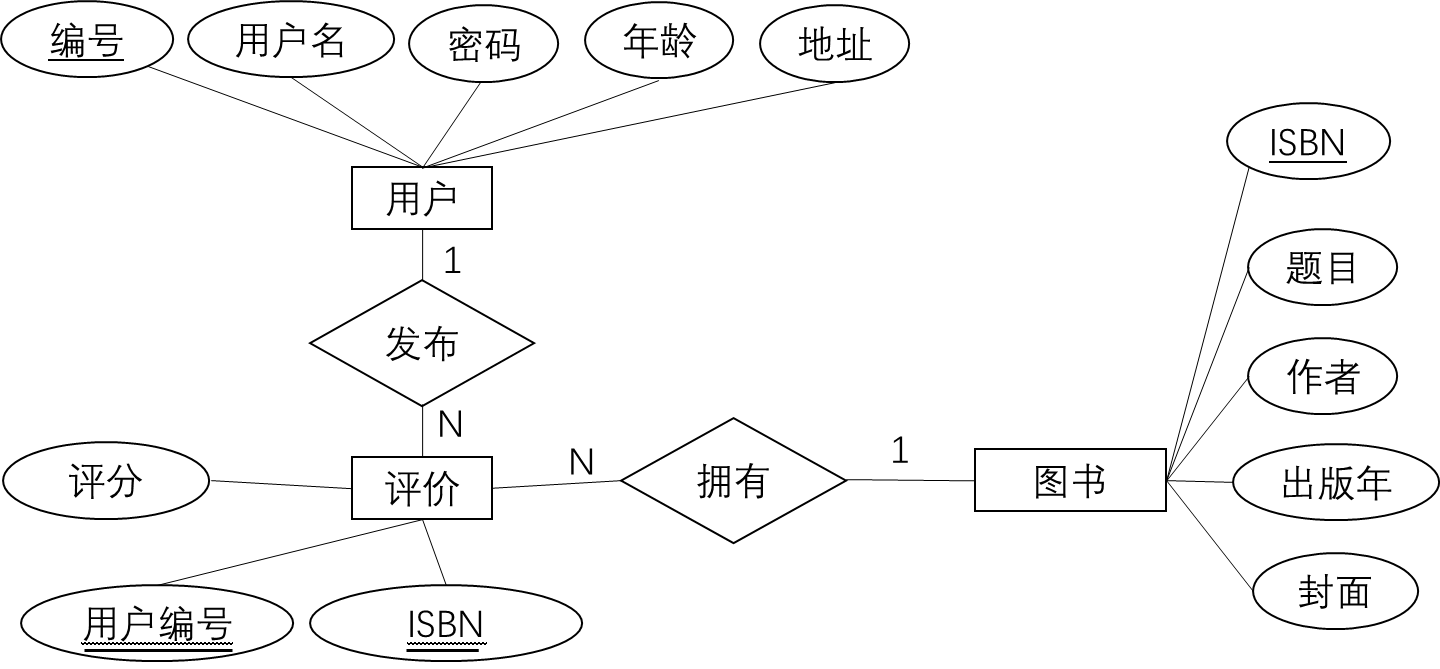 编号
用户名
密码
年龄
地址
ISBN
用户
1
题目
发布
作者
N
N
1
评分
评价
拥有
图书
出版年
封面
用户编号
ISBN